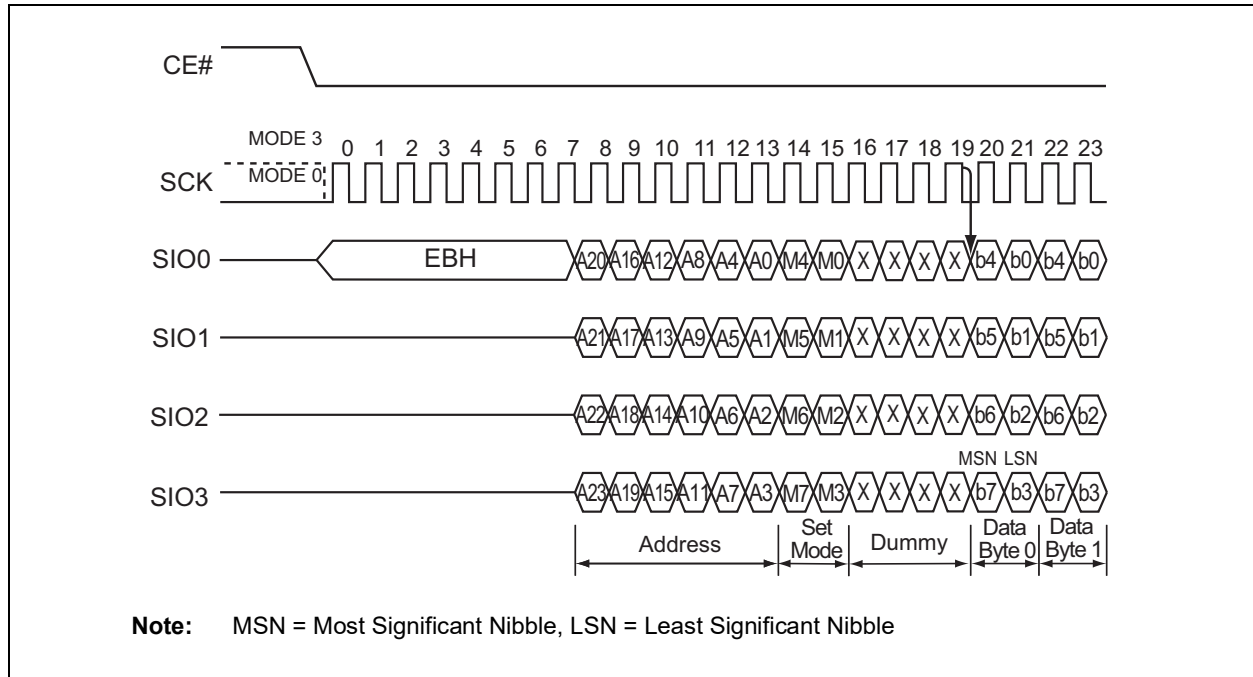 CE#
MODE 3
0 1 2 3 4 5 6 7 8 9 10 11 12 13 14 15 16 17 18 19 20 21 22 23
SCK MODE 0
SIO0 EBH A20 A16 A12 A8 A4 A0 M4 M0 X X X X b4 b0 b4 b0
SIO1 A21 A17 A13 A9 A5 A1 M5 M1 X X X X b5 b1 b5 b1
SIO2 A22 A18 A14 A10 A6 A2 M6 M2 X X X X b6 b2 b6 b2
MSN LSN
SIO3 A23 A19 A15 A11 A7 A3 M7 M3 X X X X b7 b3 b7 b3
Address
Set
Mode
Dummy
Data
Byte 0
Data
Byte 1
Note: MSN = Most Significant Nibble, LSN = Least Significant Nibble